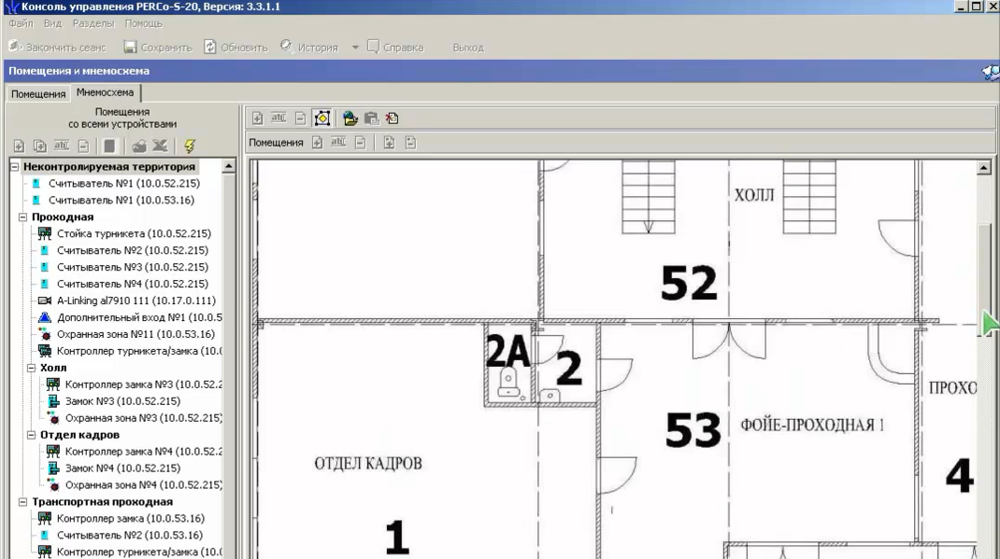 Консоль управления PERCo-S-20, Версия: 3.3.1.1
Файл Вид Разделы Помощь
Закончить сеанс Сохранить Обновить История Справка Выход
Помещения и мнемосхема
Помещения Мнемосхема
Помещения
со всеми устройствами
Помещения
Неконтролируемая территория
Считыватель №1 (10.0.52.215)
Считыватель №1 (10.0.53.16)
Проходная
Стойка турникета (10.0.52.215)
Считыватель №2 (10.0.52.215)
Считыватель №3 (10.0.52.215)
Считыватель №4 (10.0.52.215)
A-Linking al7910 111 (10.17.0.111)
Дополнительный вход №1 (10.0.5
Охранная зона №11 (10.0.53.16)
Контроллер турникета/замка (10.0
Холл
Контроллер замка №3 (10.0.52.2
Замок №3 (10.0.52.215)
Охранная зона №3 (10.0.52.215)
Отдел кадров
Контроллер замка №4 (10.0.52.2
Замок №4 (10.0.52.215)
Охранная зона №4 (10.0.52.215)
Транспортная проходная
Контроллер замка (10.0.53.16)
Считыватель №2 (10.0.53.16)
Контроллер турникета/замка (10.0
ХОЛЛ
52
2А
2
ПРОХО
53
ФОЙЕ-ПРОХОДНАЯ 1
ОТДЕЛ КАДРОВ
4
1